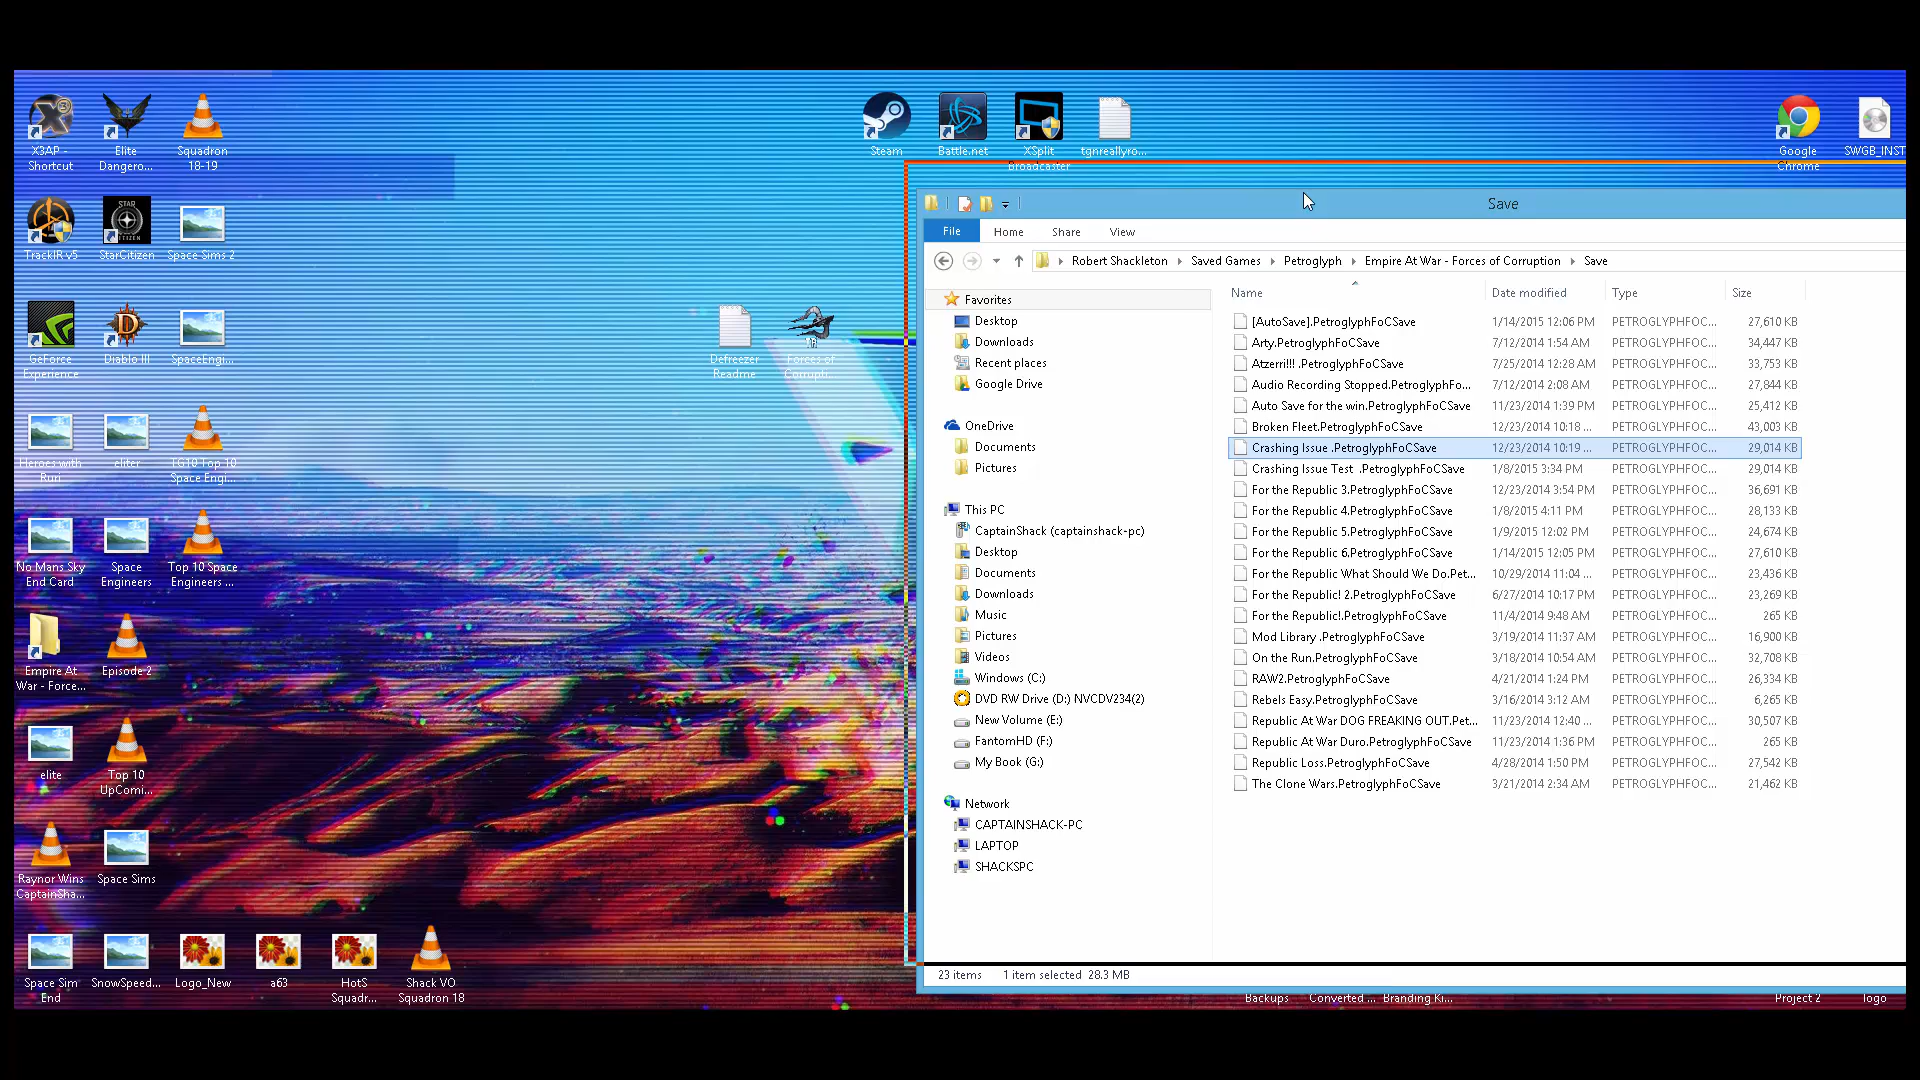 X3AP -
Shortcut
Elite
Dangero...
Squadron
18-19
Steam
Battle.net
XSplit
Broadcaster
tgnreallyro...
Google
Chrome
SWGB_INST
TrackIR v5
StarCitizen
Space Sims 2
GeForce
Experience
Diablo III
SpaceEngi...
Defreezer
Readme
Forces of
Corrupti...
Heroes with
Ruri
eliter
TG10 Top 10
Space Engi...
No Mans Sky
End Card
Space
Engineers
Top 10 Space
Engineers ...
Empire At
War - Force...
Episode-2
elite
Top 10
UpComi...
Raynor Wins
CaptainSha...
Space Sims
Space Sim
End
SnowSpeed...
Logo_New
a63
HotS
Squadr...
Shack VO
Squadron 18
Save
File Home Share View
Robert Shackleton Saved Games Petroglyph Empire At War - Forces of Corruption Save
Favorites
Desktop
Downloads
Recent places
Google Drive
OneDrive
Documents
Pictures
This PC
CaptainShack (captainshack-pc)
Desktop
Documents
Downloads
Music
Pictures
Videos
Windows (C:)
DVD RW Drive (D:) NVCDV234(2)
New Volume (E:)
FantomHD (F:)
My Book (G:)
Network
CAPTAINSHACK-PC
LAPTOP
SHACKSPC
Name Date modified Type Size
[AutoSave].PetroglyphFoCSave 1/14/2015 12:06 PM PETROGLYPHFOC... 27,610 KB
Arty.PetroglyphFoCSave 7/12/2014 1:54 AM PETROGLYPHFOC... 34,447 KB
Atzerri!!! .PetroglyphFoCSave 7/25/2014 12:28 AM PETROGLYPHFOC... 33,753 KB
Audio Recording Stopped.PetroglyphFo... 7/12/2014 2:08 AM PETROGLYPHFOC... 27,844 KB
Auto Save for the win.PetroglyphFoCSave 11/23/2014 1:39 PM PETROGLYPHFOC... 25,412 KB
Broken Fleet.PetroglyphFoCSave 12/23/2014 10:18 ... PETROGLYPHFOC... 43,003 KB
Crashing Issue .PetroglyphFoCSave 12/23/2014 10:19 ... PETROGLYPHFOC... 29,014 KB
Crashing Issue Test .PetroglyphFoCSave 1/8/2015 3:34 PM PETROGLYPHFOC... 29,014 KB
For the Republic 3.PetroglyphFoCSave 12/23/2014 3:54 PM PETROGLYPHFOC... 36,691 KB
For the Republic 4.PetroglyphFoCSave 1/8/2015 4:11 PM PETROGLYPHFOC... 28,133 KB
For the Republic 5.PetroglyphFoCSave 1/9/2015 12:02 PM PETROGLYPHFOC... 24,674 KB
For the Republic 6.PetroglyphFoCSave 1/14/2015 12:05 PM PETROGLYPHFOC... 27,610 KB
For the Republic What Should We Do.Pet... 10/29/2014 11:04 ... PETROGLYPHFOC... 23,436 KB
For the Republic! 2.PetroglyphFoCSave 6/27/2014 10:17 PM PETROGLYPHFOC... 23,269 KB
For the Republic!.PetroglyphFoCSave 11/4/2014 9:48 AM PETROGLYPHFOC... 265 KB
Mod Library .PetroglyphFoCSave 3/19/2014 11:37 AM PETROGLYPHFOC... 16,900 KB
On the Run.PetroglyphFoCSave 3/18/2014 10:54 AM PETROGLYPHFOC... 32,708 KB
RAW2.PetroglyphFoCSave 4/21/2014 1:24 PM PETROGLYPHFOC... 26,334 KB
Rebels Easy.PetroglyphFoCSave 3/16/2014 3:12 AM PETROGLYPHFOC... 6,265 KB
Republic At War DOG FREAKING OUT.Pet... 11/23/2014 12:40 ... PETROGLYPHFOC... 30,507 KB
Republic At War Duro.PetroglyphFoCSave 11/23/2014 1:36 PM PETROGLYPHFOC... 265 KB
Republic Loss.PetroglyphFoCSave 4/28/2014 1:50 PM PETROGLYPHFOC... 27,542 KB
The Clone Wars.PetroglyphFoCSave 3/21/2014 2:34 AM PETROGLYPHFOC... 21,462 KB
23 items 1 item selected 28.3 MB
Backups
Converted ...
Branding Ki...
Project 2
logo